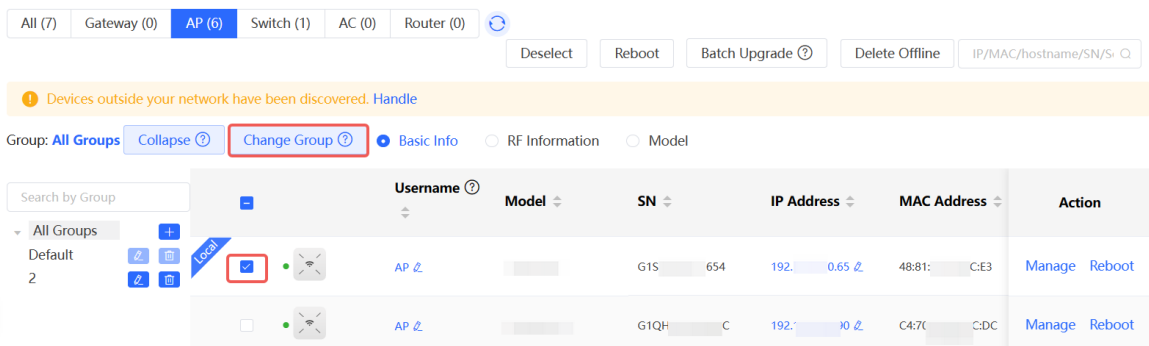 All (7) Gateway (0) AP (6) Switch (1) AC (0) Router (0)
Deselect Reboot Batch Upgrade Delete Offline IP/MAC/hostname/SN/S
Devices outside your network have been discovered. Handle
Group: All Groups Collapse Change Group Basic Info RF Information Model
Search by Group
Username Model SN IP Address MAC Address Action
All Groups
Default
2
Local
AP G1S 654 192. 0.65 48:81: C:E3 Manage Reboot
AP G1QH C 192. 90 C4:70 C:DC Manage Reboot